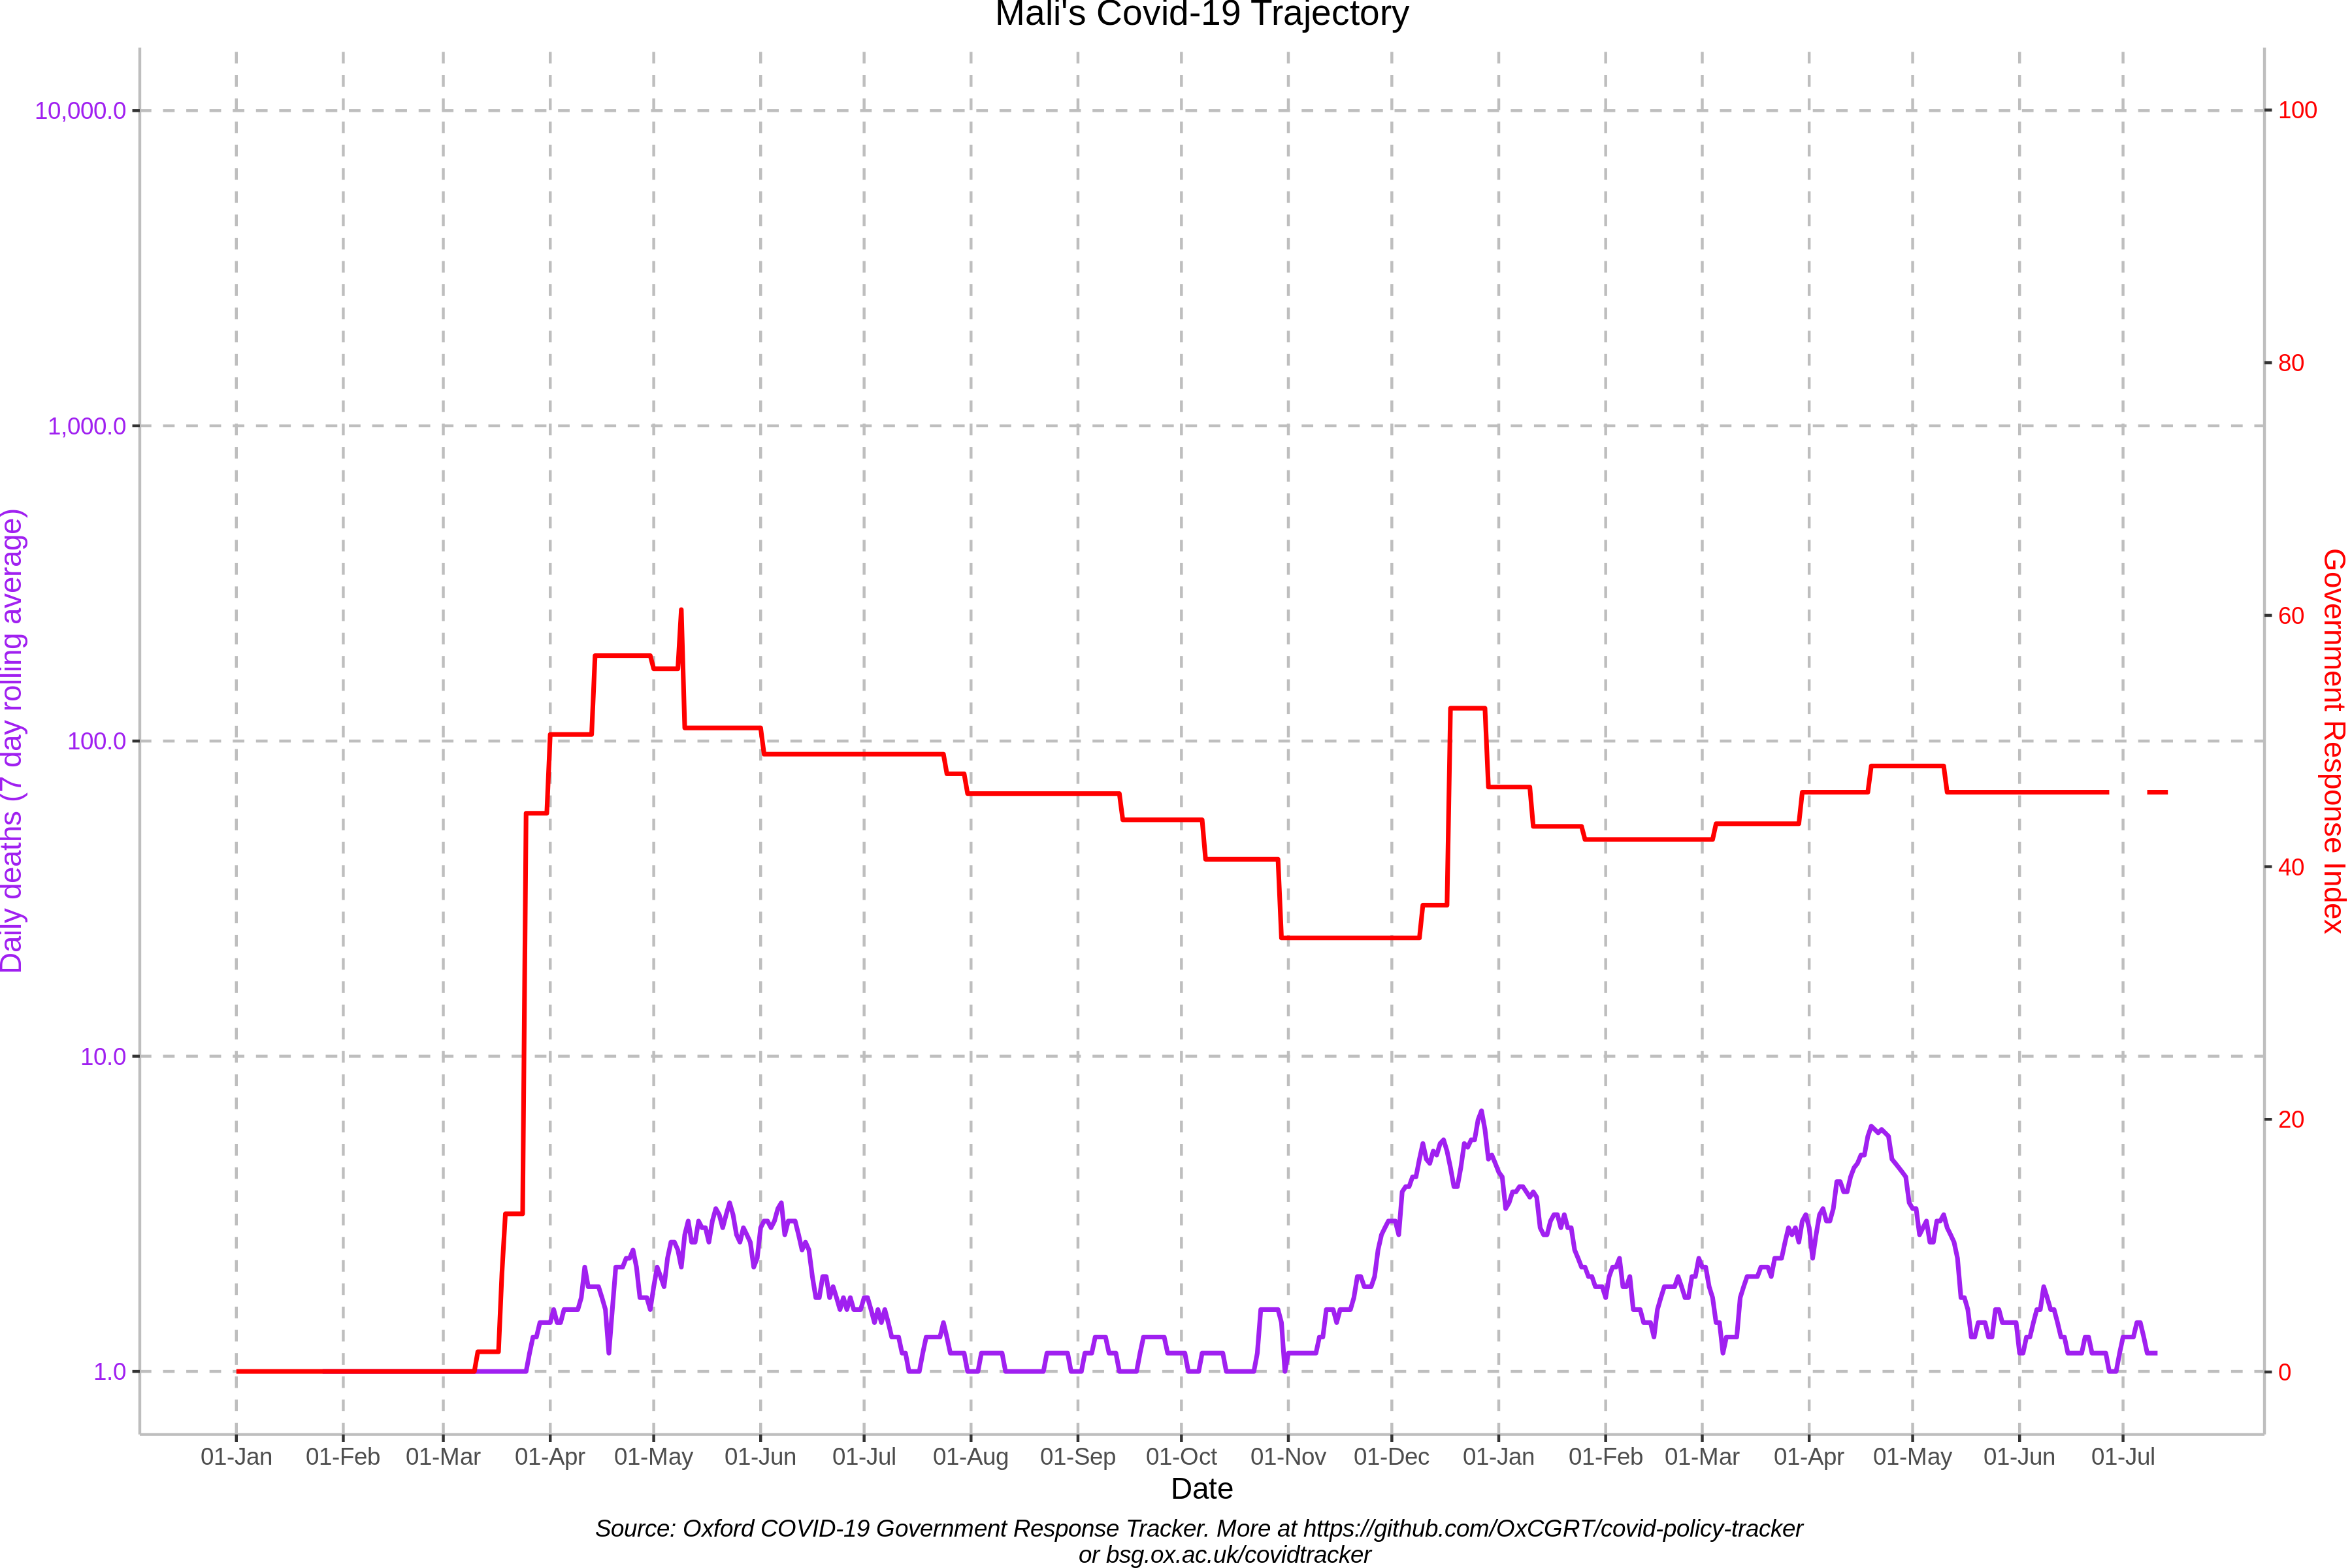 Mali's Covid-19 Trajectory
10,000.0
1,000.0
100.0
10.0
1.0
Daily deaths (7 day rolling average)
100
80
60
40
20
0
Government Response Index
01-Jan 01-Feb 01-Mar 01-Apr 01-May 01-Jun 01-Jul 01-Aug 01-Sep 01-Oct 01-Nov 01-Dec 01-Jan 01-Feb 01-Mar 01-Apr 01-May 01-Jun 01-Jul
Date
Source: Oxford COVID-19 Government Response Tracker. More at https://github.com/OxCGRT/covid-policy-tracker
or bsg.ox.ac.uk/covidtracker